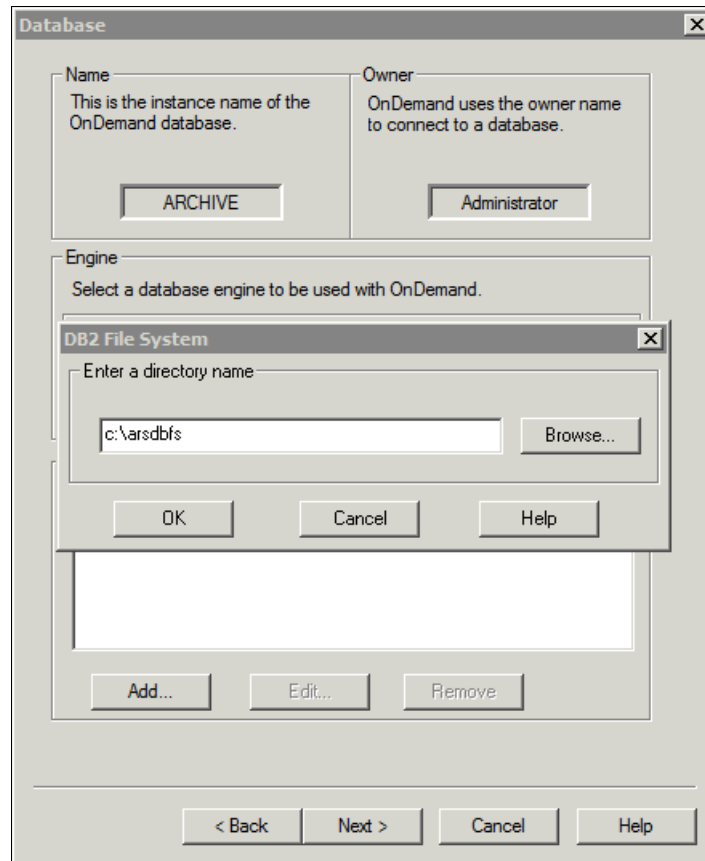 Database
Name
This is the instance name of the
OnDemand database.
ARCHIVE
Owner
OnDemand uses the owner name
to connect to a database.
Administrator
Engine
Select a database engine to be used with OnDemand.
DB2 File System
Enter a directory name
c:\arsdbfs
Browse...
OK
Cancel
Help
Add...
Edit...
Remove
< Back
Next >
Cancel
Help